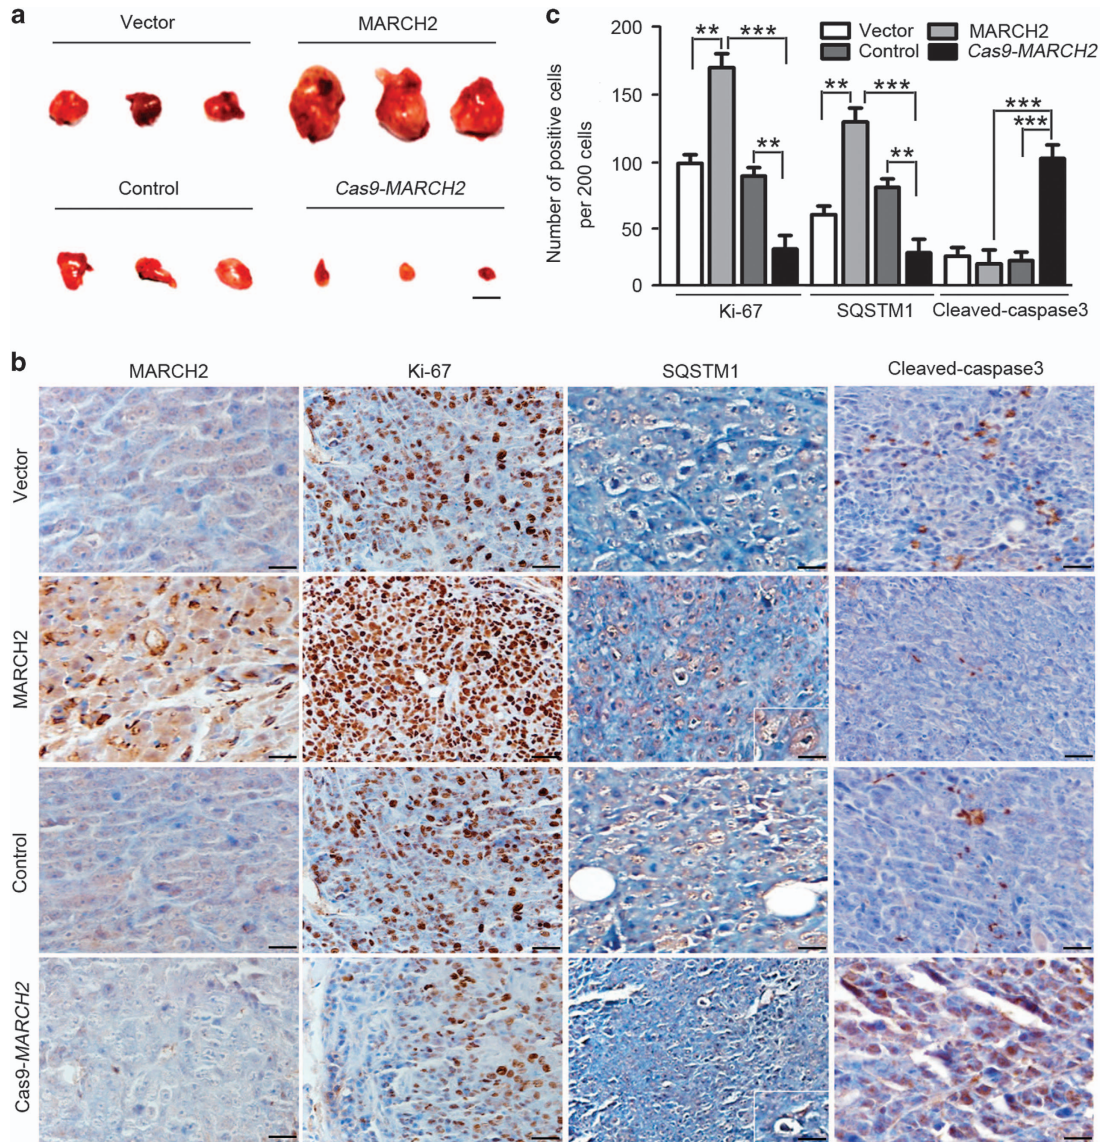 a
Vector
MARCH2
Control
Cas9-MARCH2
c
Number of positive cells
per 200 cells
200
150
100
50
0
Vector
MARCH2
Control
Cas9-MARCH2
**
***
**
**
***
**
***
***
Ki-67
SQSTM1
Cleaved-caspase3
b
MARCH2
Ki-67
SQSTM1
Cleaved-caspase3
Vector
MARCH2
Control
Cas9-MARCH2